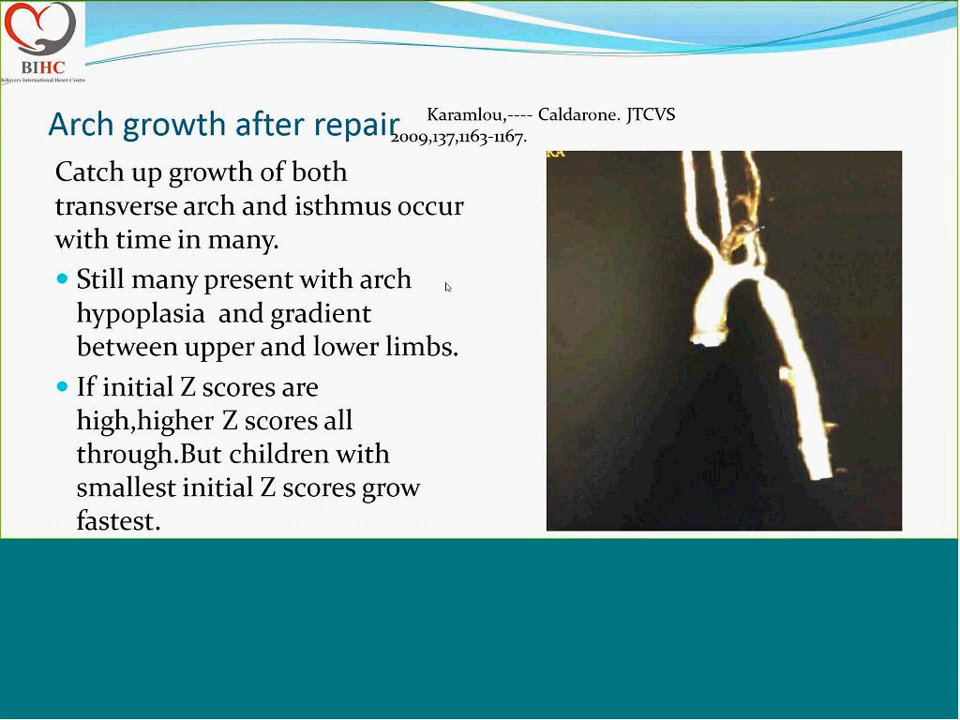 BIHC
Believers International Heart Centre
Arch growth after repair
Karamlou,---- Caldarone. JTCVS
2009,137,1163-1167.
Catch up growth of both
transverse arch and isthmus occur
with time in many.
Still many present with arch
hypoplasia and gradient
between upper and lower limbs.
If initial Z scores are
high,higher Z scores all
through.But children with
smallest initial Z scores grow
fastest.